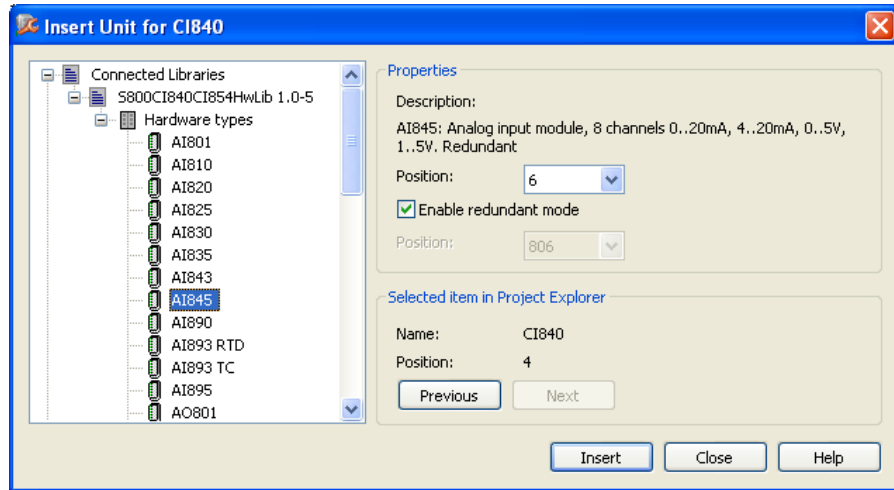 Insert Unit for CI840
Connected Libraries
S800CI840CI854HwLib 1.0-5
Hardware types
AI801
AI810
AI820
AI825
AI830
AI835
AI843
AI845
AI890
AI893 RTD
AI893 TC
AI895
AO801
Properties
Description:
AI845: Analog input module, 8 channels 0..20mA, 4..20mA, 0..5V,
1..5V. Redundant
Position: 6
Enable redundant mode
Position: 806
Selected item in Project Explorer
Name: CI840
Position: 4
Previous Next
Insert Close Help